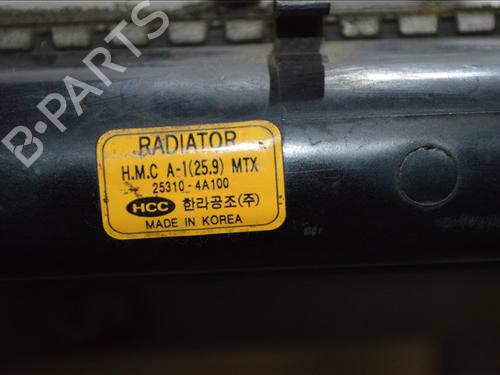 B-PARTS
RADIATOR
H.M.C A-1(25.9) MTX
25310-4A100
HCC 한라공조(주)
MADE IN KOREA